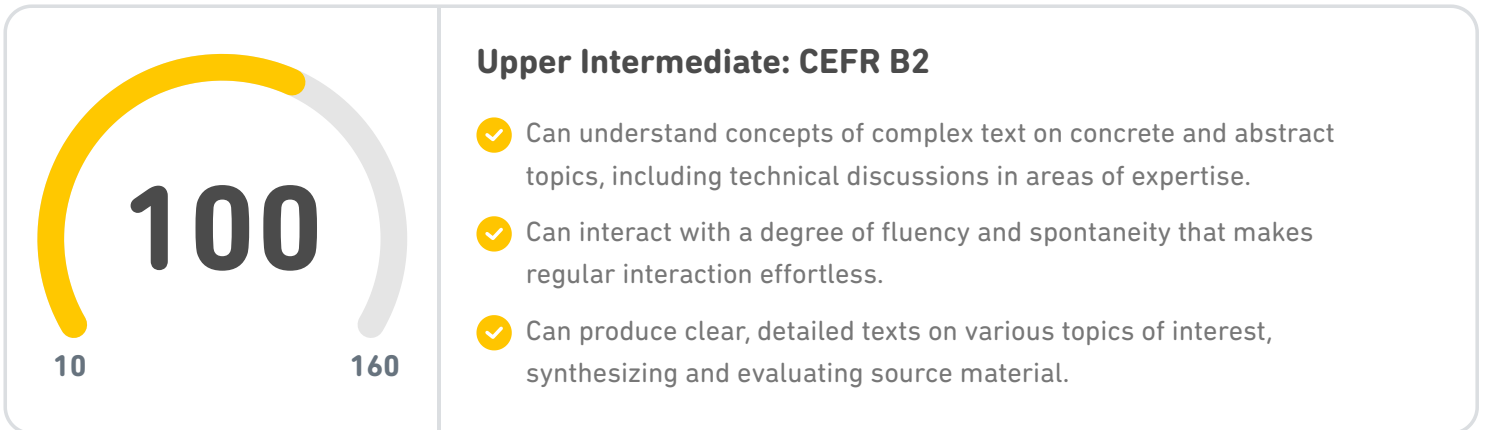 100
10
160
Upper Intermediate: CEFR B2
Can understand concepts of complex text on concrete and abstract
topics, including technical discussions in areas of expertise.
Can interact with a degree of fluency and spontaneity that makes
regular interaction effortless.
Can produce clear, detailed texts on various topics of interest,
synthesizing and evaluating source material.